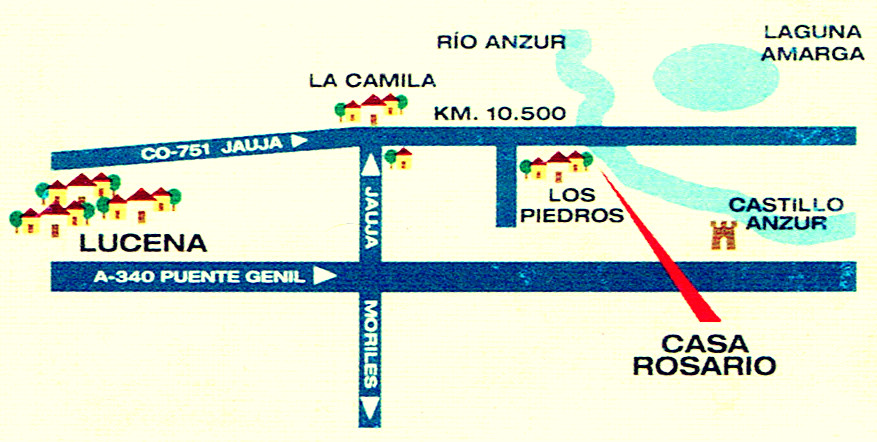 RÍO ANZUR
LAGUNA
AMARGA
LA CAMILA
KM. 10.500
CO-751 JAUJA
JAUJA
LOS
PIEDROS
CASTiLLO
ANZUR
LUCENA
A-340 PUENTE GENIL
MORILES
CASA
ROSARIO